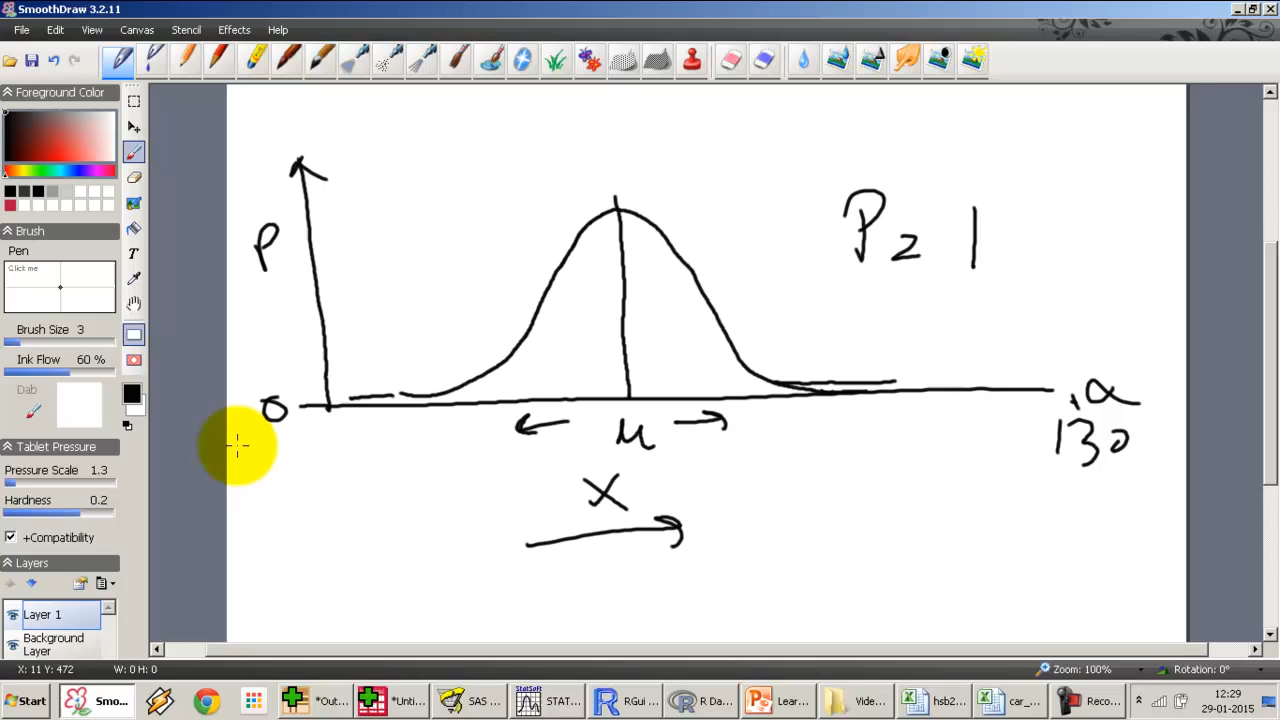 SmoothDraw 3.2.11
File Edit View Canvas Stencil Effects Help
Foreground Color
Brush
Pen
Click me
Brush Size 3
Ink Flow 60 %
Dab
Tablet Pressure
Pressure Scale 1.3
Hardness 0.2
+Compatibility
Layers
Layer 1
Background
Layer
P
P = 1
0
α
μ
130
X
X: 11 Y: 472 W: 0 H: 0 Zoom: 100% Rotation: 0°
Start Smo... *Out... *Unti... SAS ... STAT... RGui ... R Da... Lear... Vide... hsb2... car_... Reco...
12:29
29-01-2015